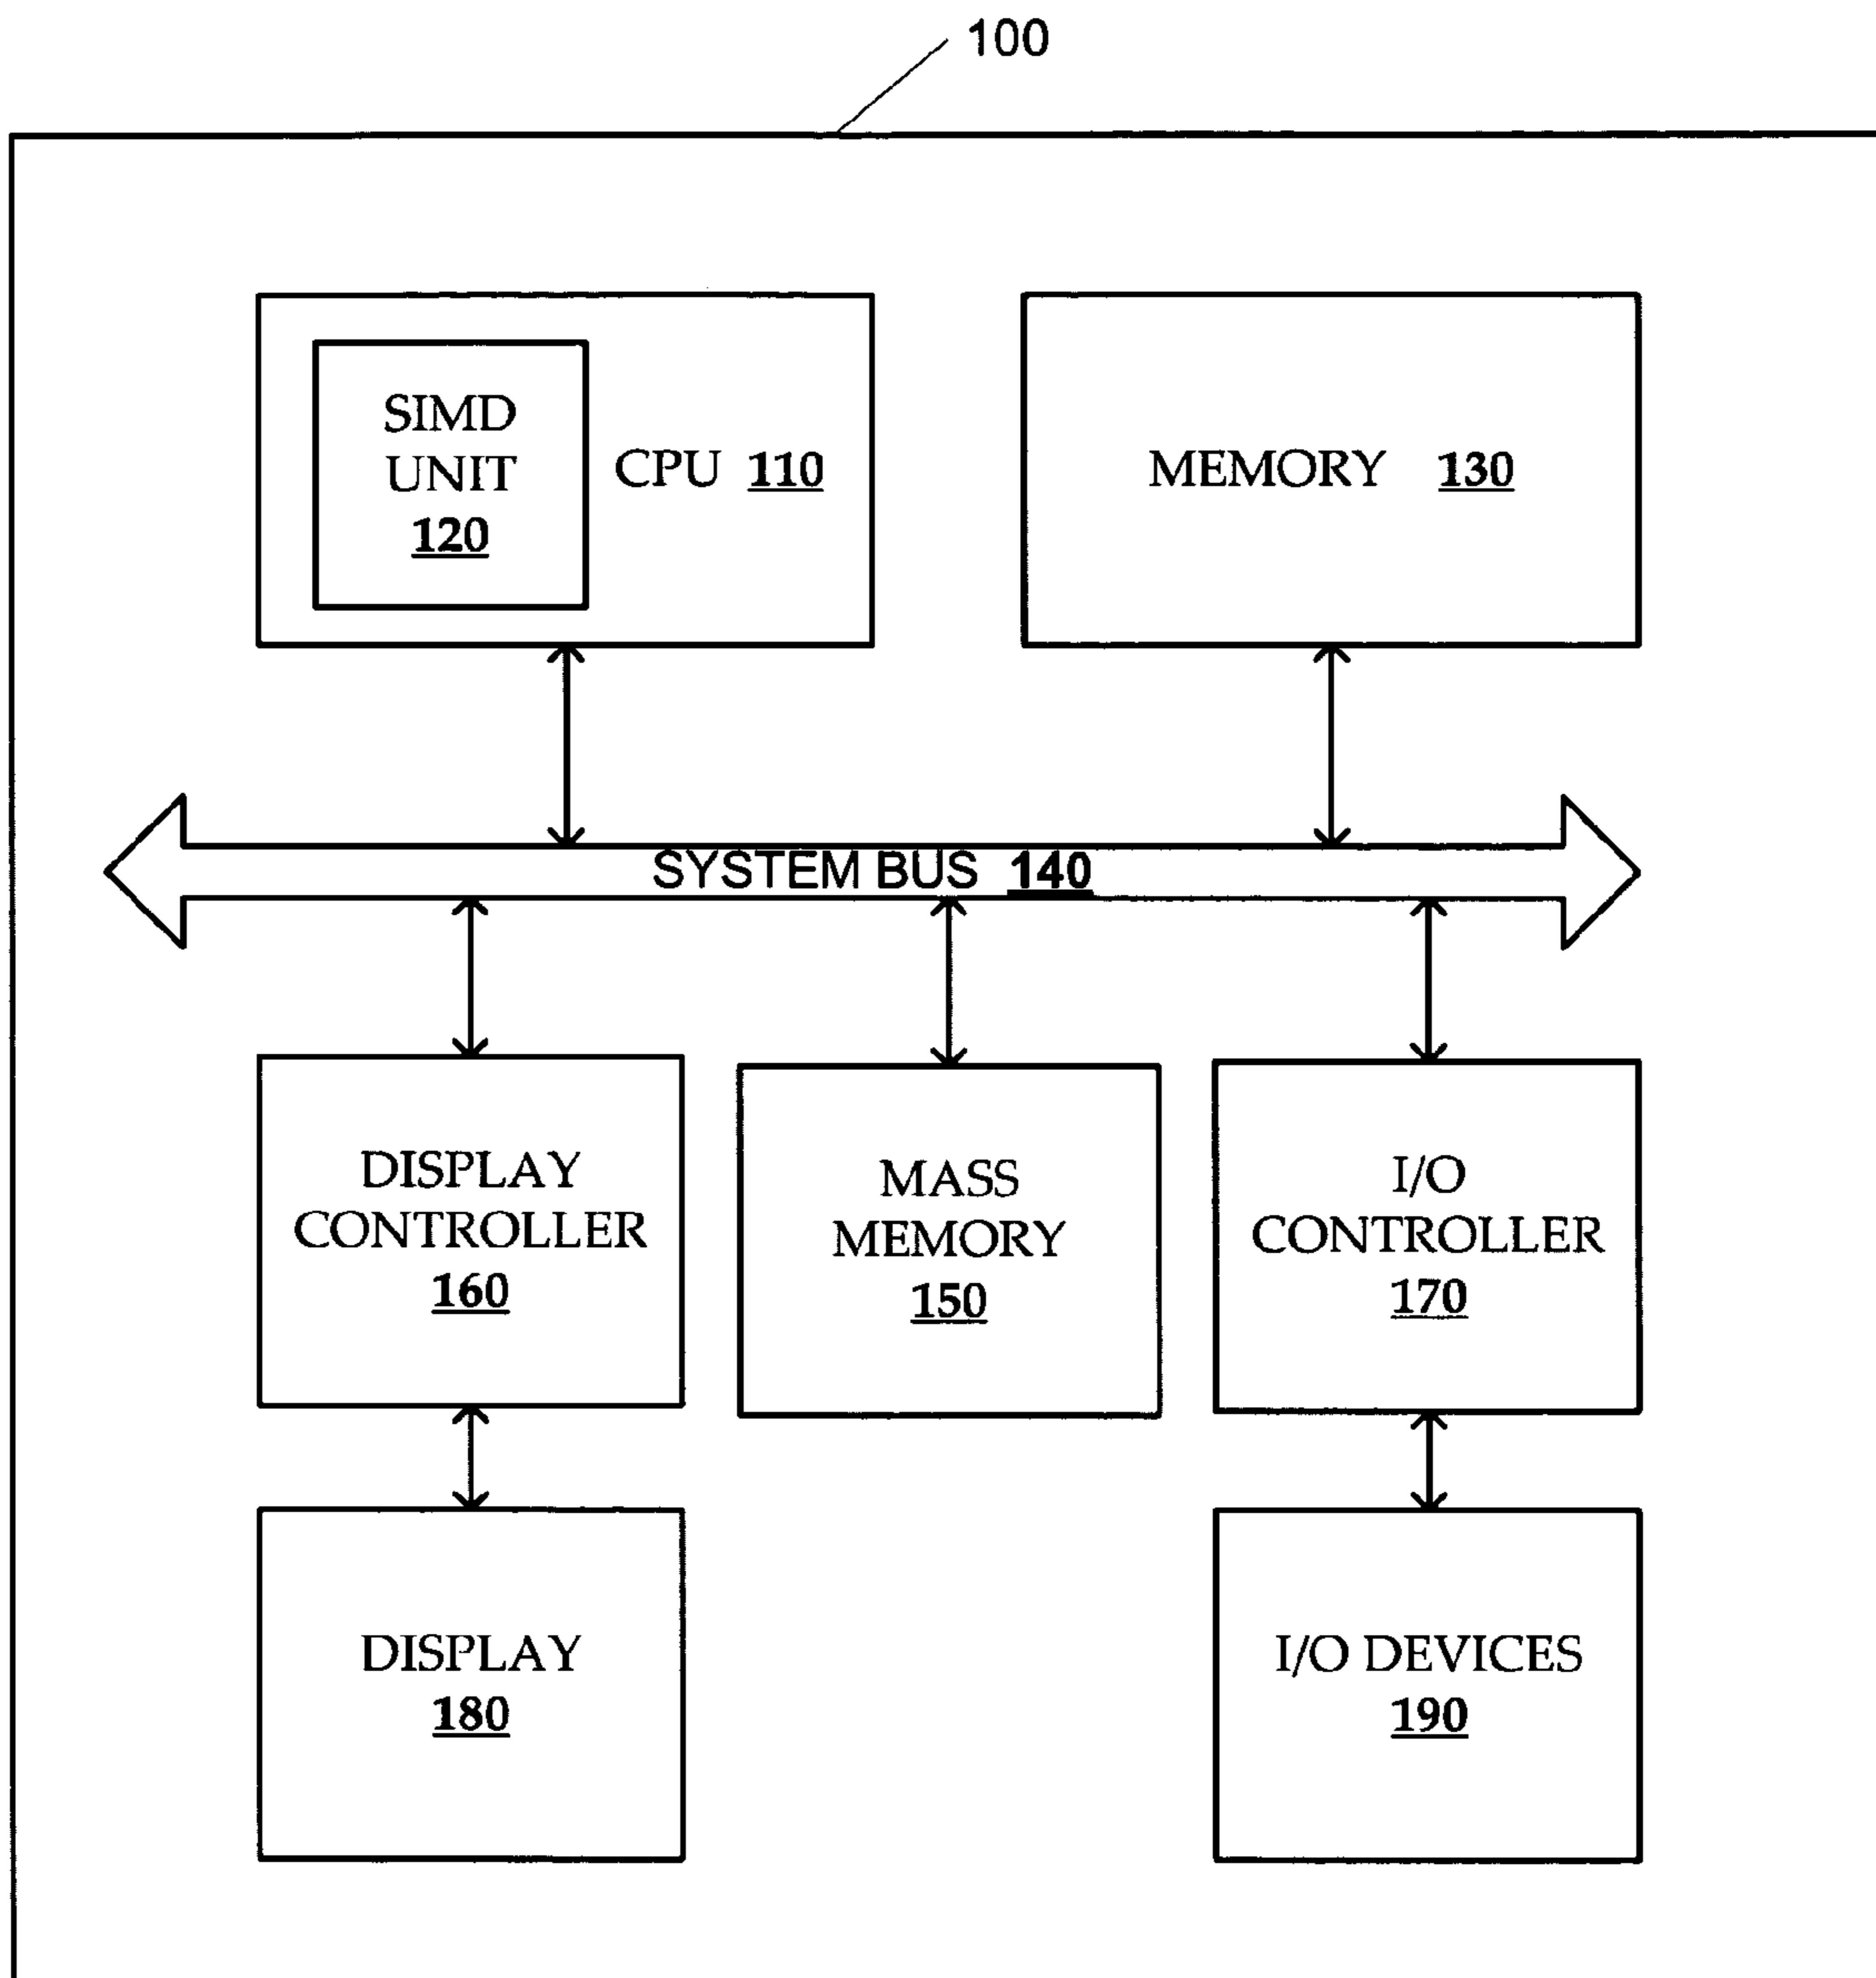 100
SIMD
UNIT
120
CPU 110
MEMORY 130
SYSTEM BUS 140
DISPLAY
CONTROLLER
160
MASS
MEMORY
150
I/O
CONTROLLER
170
DISPLAY
180
I/O DEVICES
190